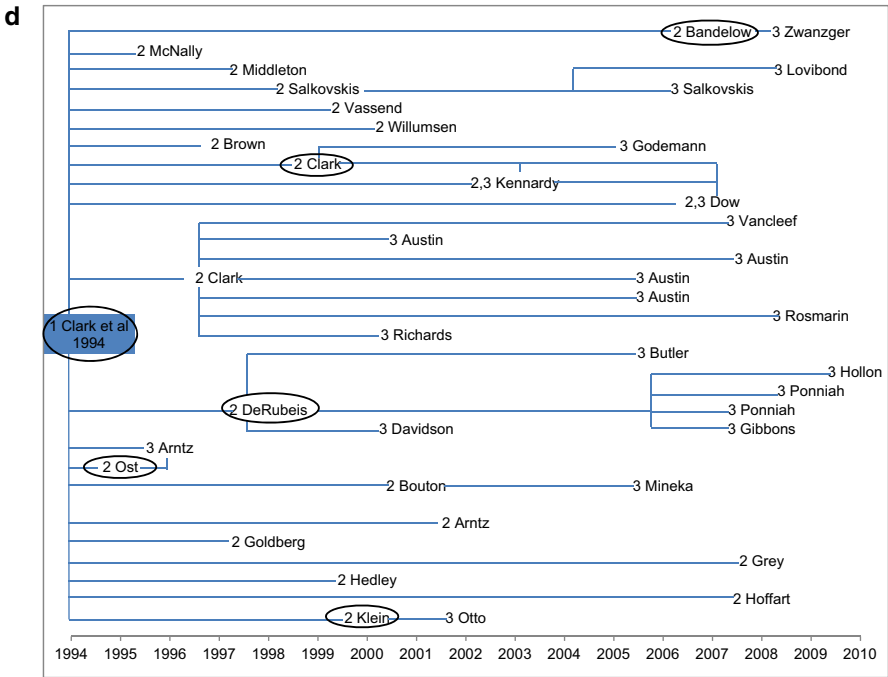 d
2 Bandelow 3 Zwanzger
2 McNally
2 Middleton 3 Lovibond
2 Salkovskis 3 Salkovskis
2 Vassend
2 Willumsen
2 Brown 3 Godemann
2 Clark
2,3 Kennardy
2,3 Dow
3 Vancleef
3 Austin
3 Austin
2 Clark 3 Austin
3 Austin
3 Rosmarin
1 Clark et al
1994
3 Richards
3 Butler
3 Hollon
3 Ponniah
2 DeRubeis 3 Ponniah
3 Davidson 3 Gibbons
3 Arntz
2 Ost
2 Bouton 3 Mineka
2 Arntz
2 Goldberg
2 Grey
2 Hedley
2 Hoffart
2 Klein 3 Otto
1994 1995 1996 1997 1998 1999 2000 2001 2002 2003 2004 2005 2006 2007 2008 2009 2010